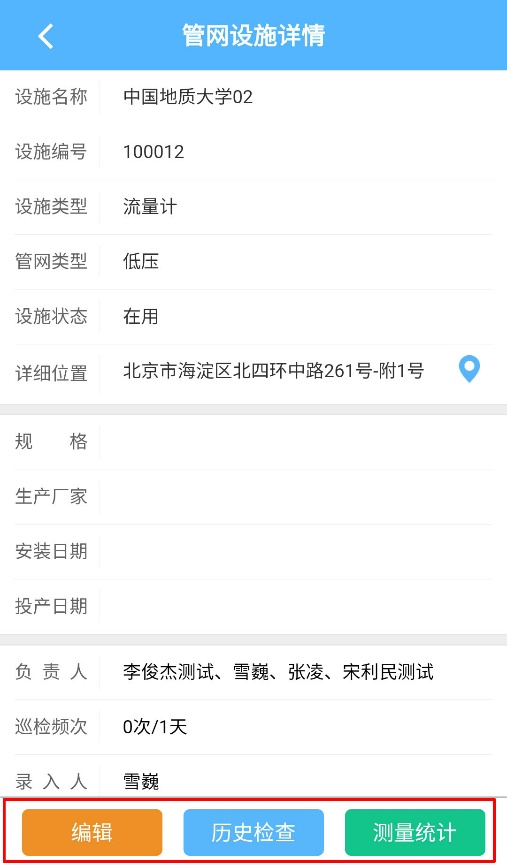 管网设施详情
设施名称 中国地质大学02
设施编号 100012
设施类型 流量计
管网类型 低压
设施状态 在用
详细位置 北京市海淀区北四环中路261号-附1号
规 格
生产厂家
安装日期
投产日期
负 责 人 李俊杰测试、雪巍、张凌、宋利民测试
巡检频次 0次/1天
录 入 人 雪巍
编辑 历史检查 测量统计